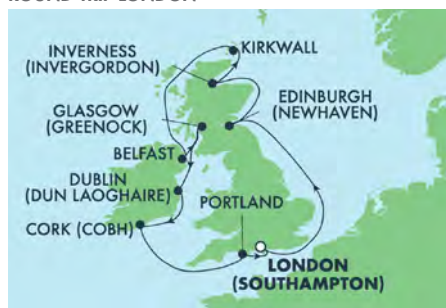 ROUND-TRIP LONDON
KIRKWALL
INVERNESS
(INVERGORDON)
GLASGOW
(GREENOCK)
EDINBURGH
(NEWHAVEN)
BELFAST
DUBLIN
(DUN LAOGHAIRE)
PORTLAND
CORK (COBH)
LONDON
(SOUTHAMPTON)